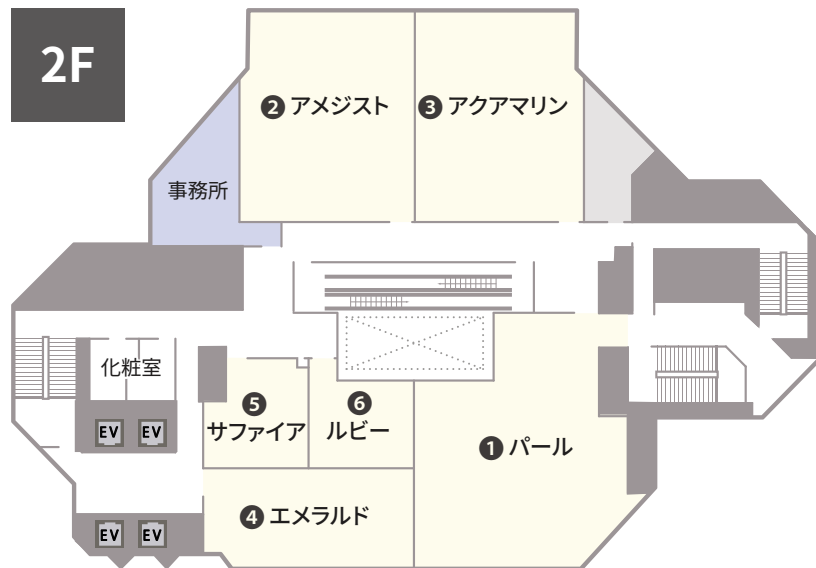 2F
❷ アメジスト
❸ アクアマリン
事務所
化粧室
❺
サファイア
❻
ルビー
❶ パール
EV EV
❹ エメラルド
EV EV